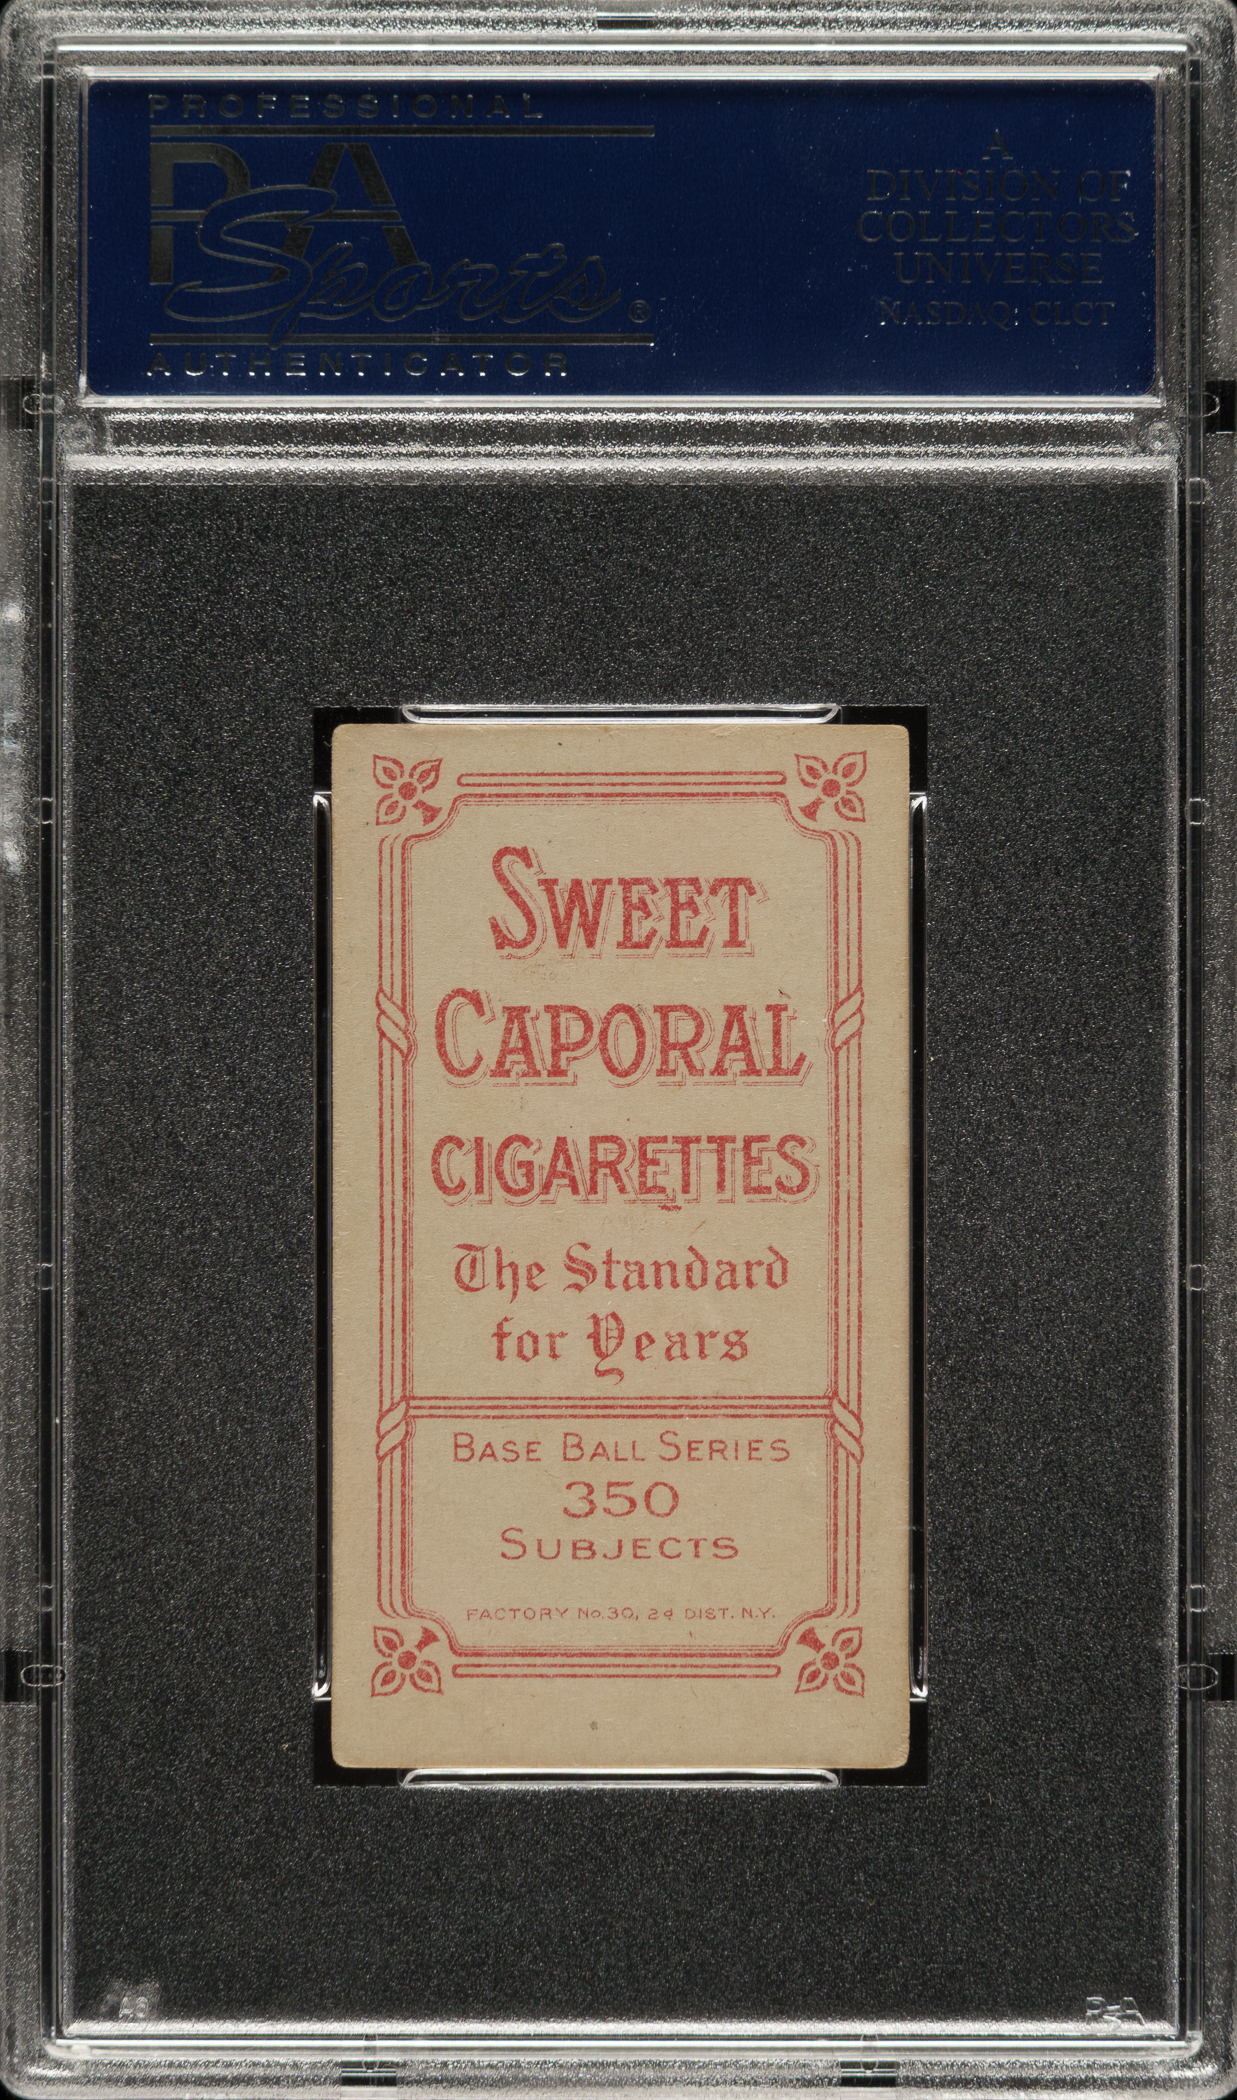 PROFESSIONAL
PSA
Sports®
AUTHENTICATOR
A
DIVISION OF
COLLECTORS
UNIVERSE
NASDAQ: CLCT
SWEET
CAPORAL
CIGARETTES
The Standard
for Years
BASE BALL SERIES
350
SUBJECTS
FACTORY No. 30, 2d DIST. N.Y.
PSA